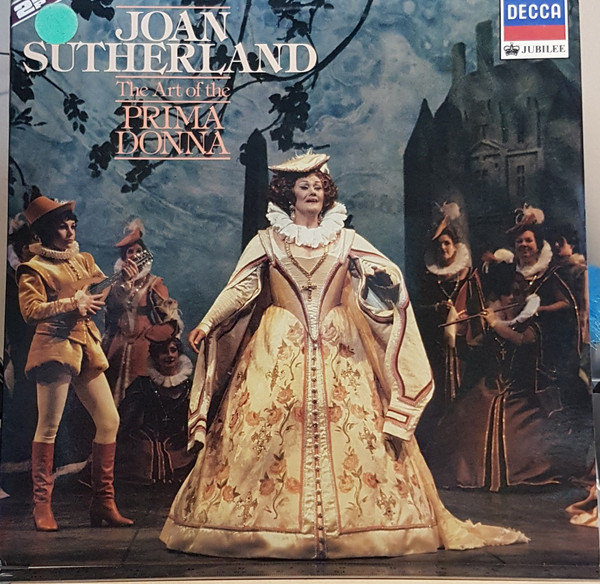 JOAN
SUTHERLAND
The Art of the
PRIMA
DONNA
DECCA
JUBILEE